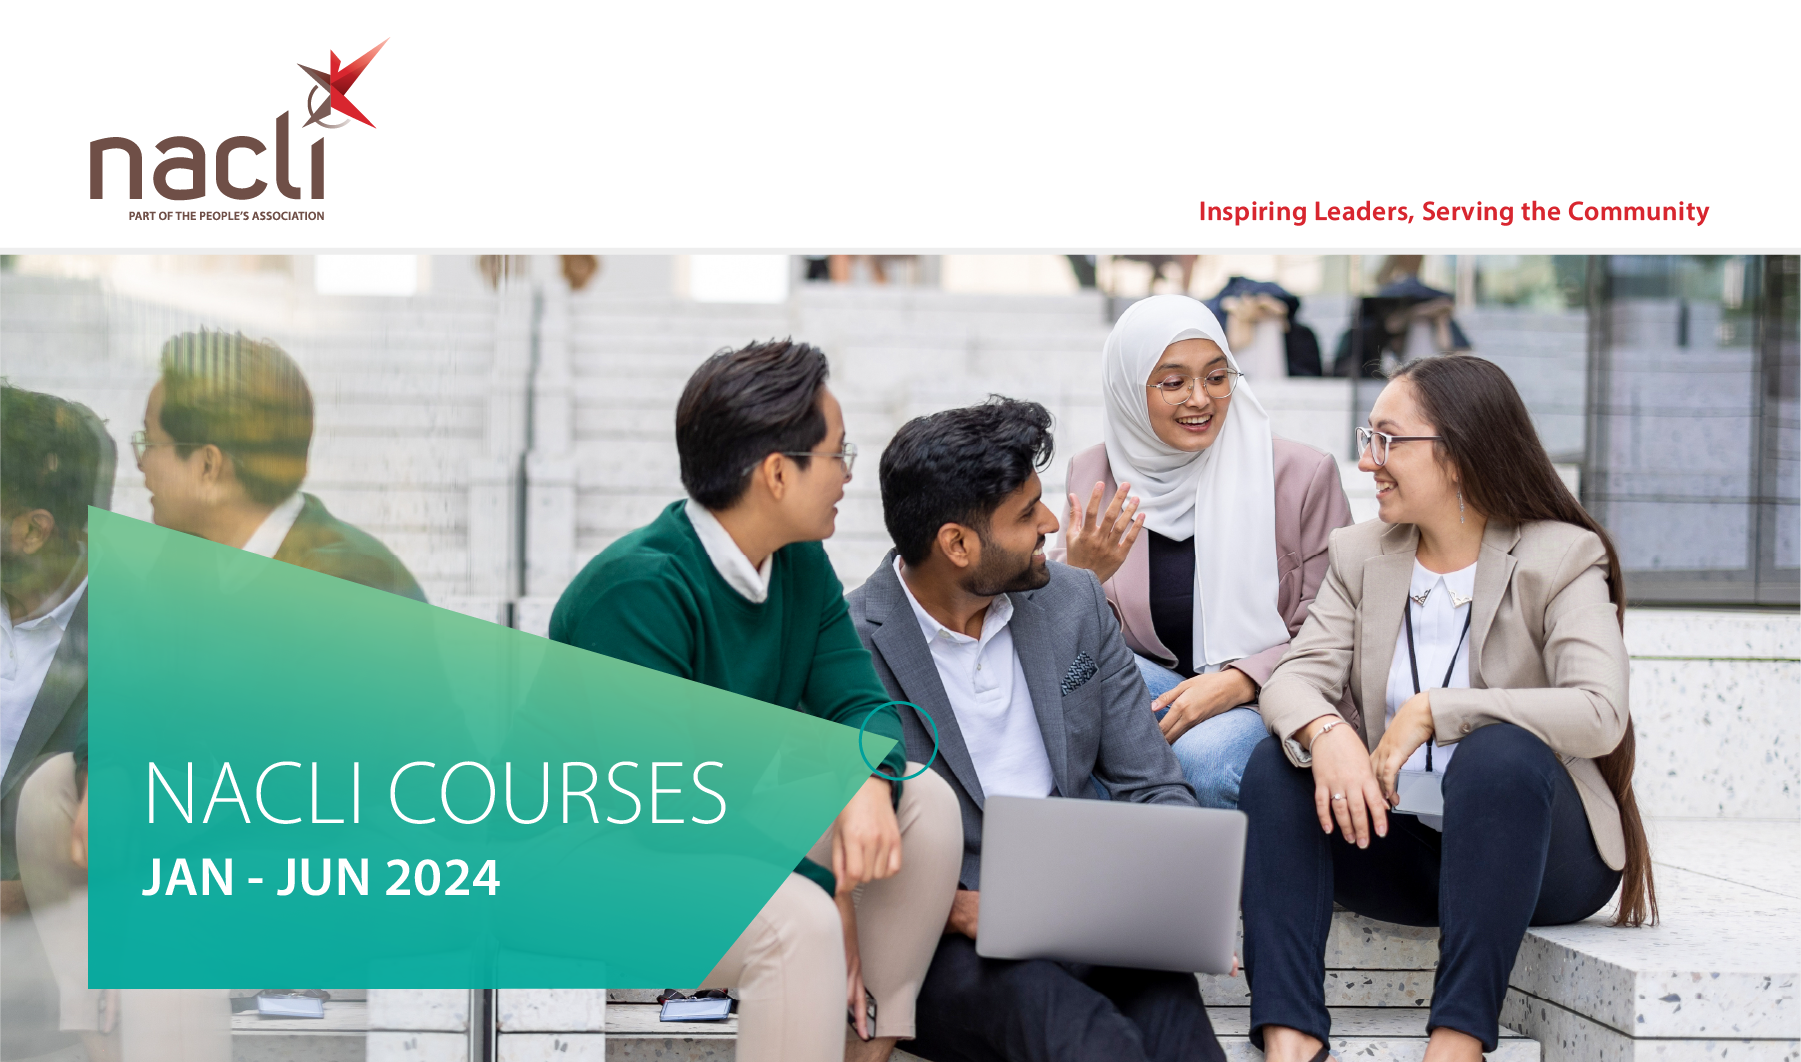 nacli
PART OF THE PEOPLE'S ASSOCIATION
Inspiring Leaders, Serving the Community
NACLI COURSES
JAN - JUN 2024